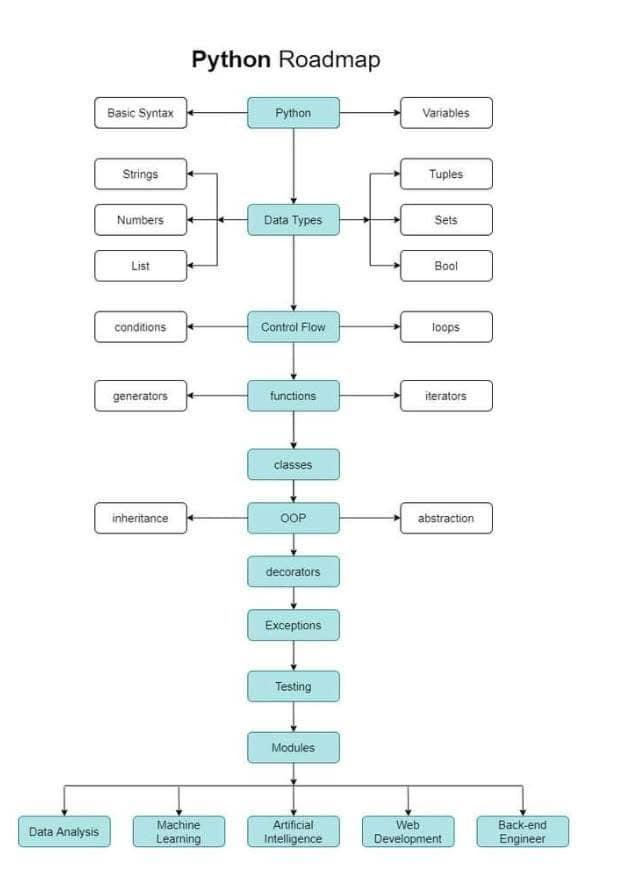 Python Roadmap
Basic Syntax
Python
Variables
Strings
Tuples
Numbers
Data Types
Sets
List
Bool
conditions
Control Flow
loops
generators
functions
iterators
classes
inheritance
OOP
abstraction
decorators
Exceptions
Testing
Modules
Data Analysis
Machine
Learning
Artificial
Intelligence
Web
Development
Back-end
Engineer